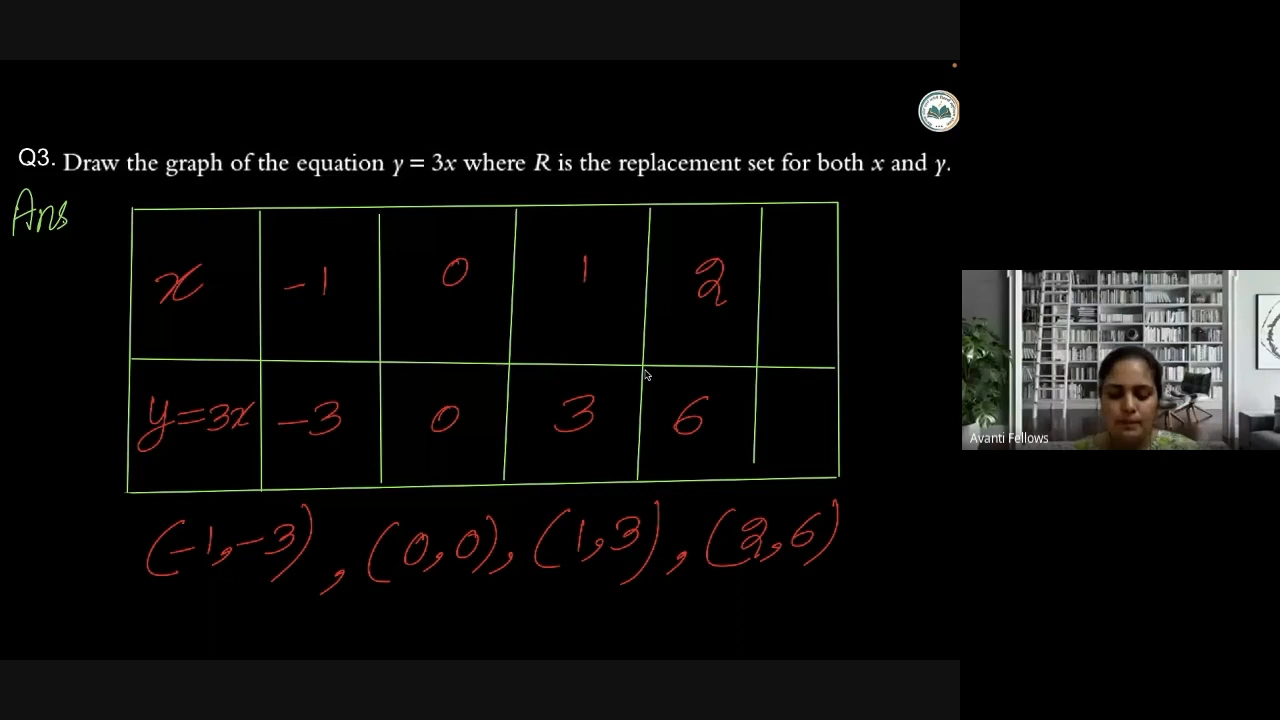 Q3. Draw the graph of the equation y = 3x where R is the replacement set for both x and y.
Ans
x -1 0 1 2
y=3x -3 0 3 6
(-1,-3), (0,0), (1,3), (2,6)
Avanti Fellows